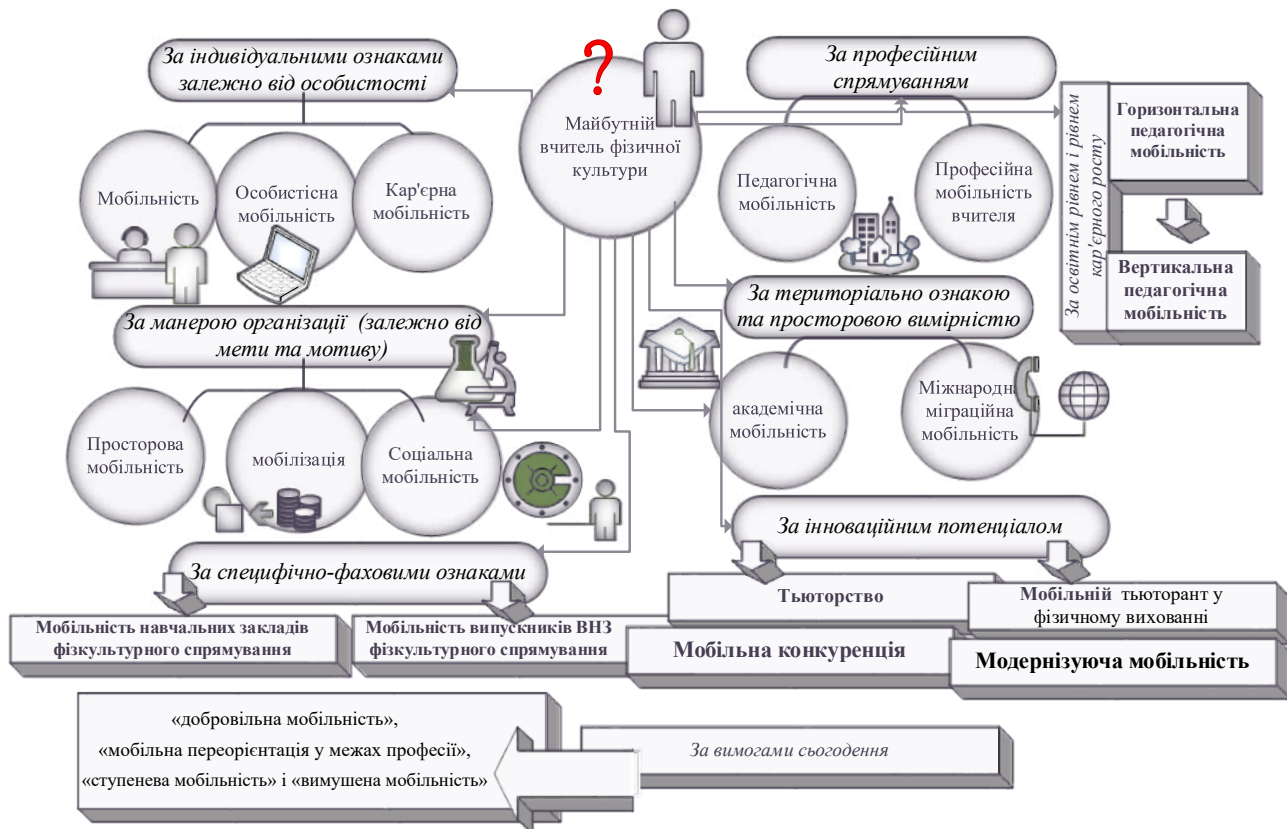 За індивідуальними ознаками
залежно від особистості
Мобільність
Особистісна
мобільність
Кар'єрна
мобільність
?
Майбутній
вчитель фізичної
культури
За професійним
спрямуванням
Педагогічна
мобільність
Професійна
мобільність
вчителя
За освітнім рівнем і рівнем
кар'єрного росту
Горизонтальна
педагогічна
мобільність
Вертикальна
педагогічна
мобільність
За манерою організації (залежно від
мети та мотиву)
Просторова
мобільність
мобілізація
Соціальна
мобільність
За територіально ознакою
та просторовою вимірністю
академічна
мобільність
Міжнародна
міграційна
мобільність
За специфічно-фаховими ознаками
Мобільність навчальних закладів
фізкультурного спрямування
Мобільність випускників ВНЗ
фізкультурного спрямування
За інноваційним потенціалом
Тьюторство
Мобільній тьюторант у
фізичному вихованні
Мобільна конкуренція
Модернізуюча мобільність
«добровільна мобільність»,
«мобільна переорієнтація у межах професії»,
«ступенева мобільність» і «вимушена мобільність»
За вимогами сьогодення